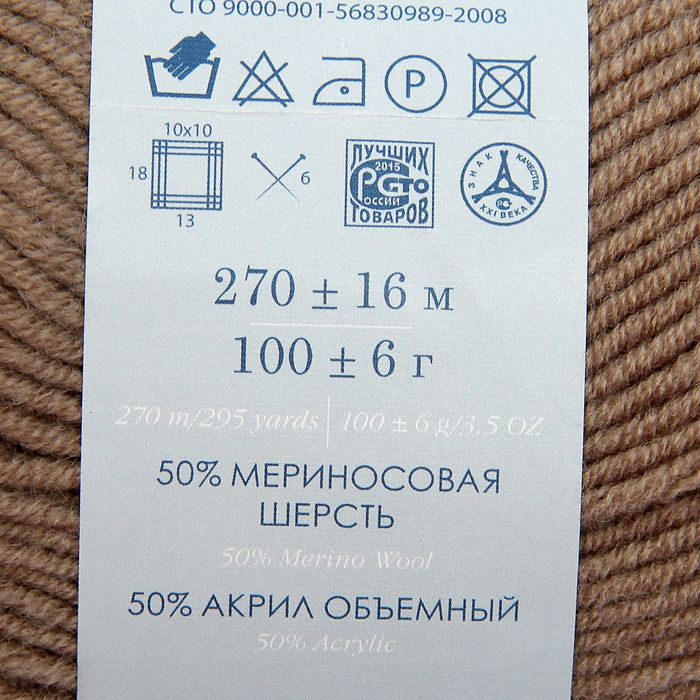 СТО 9000-001-56830989-2008
P
10x10
18
13
6
ЛУЧШИХ
2015
РСТО
РОССИИ
ТОВАРОВ
ЗНАК КАЧЕСТВА
РС
XXI ВЕКА
270 ± 16 м
100 ± 6 г
270 m/295 yards | 100 ± 6 g/3.5 OZ
50% МЕРИНОСОВАЯ
ШЕРСТЬ
50% Merino Wool
50% АКРИЛ ОБЪЕМНЫЙ
50% Acrylic